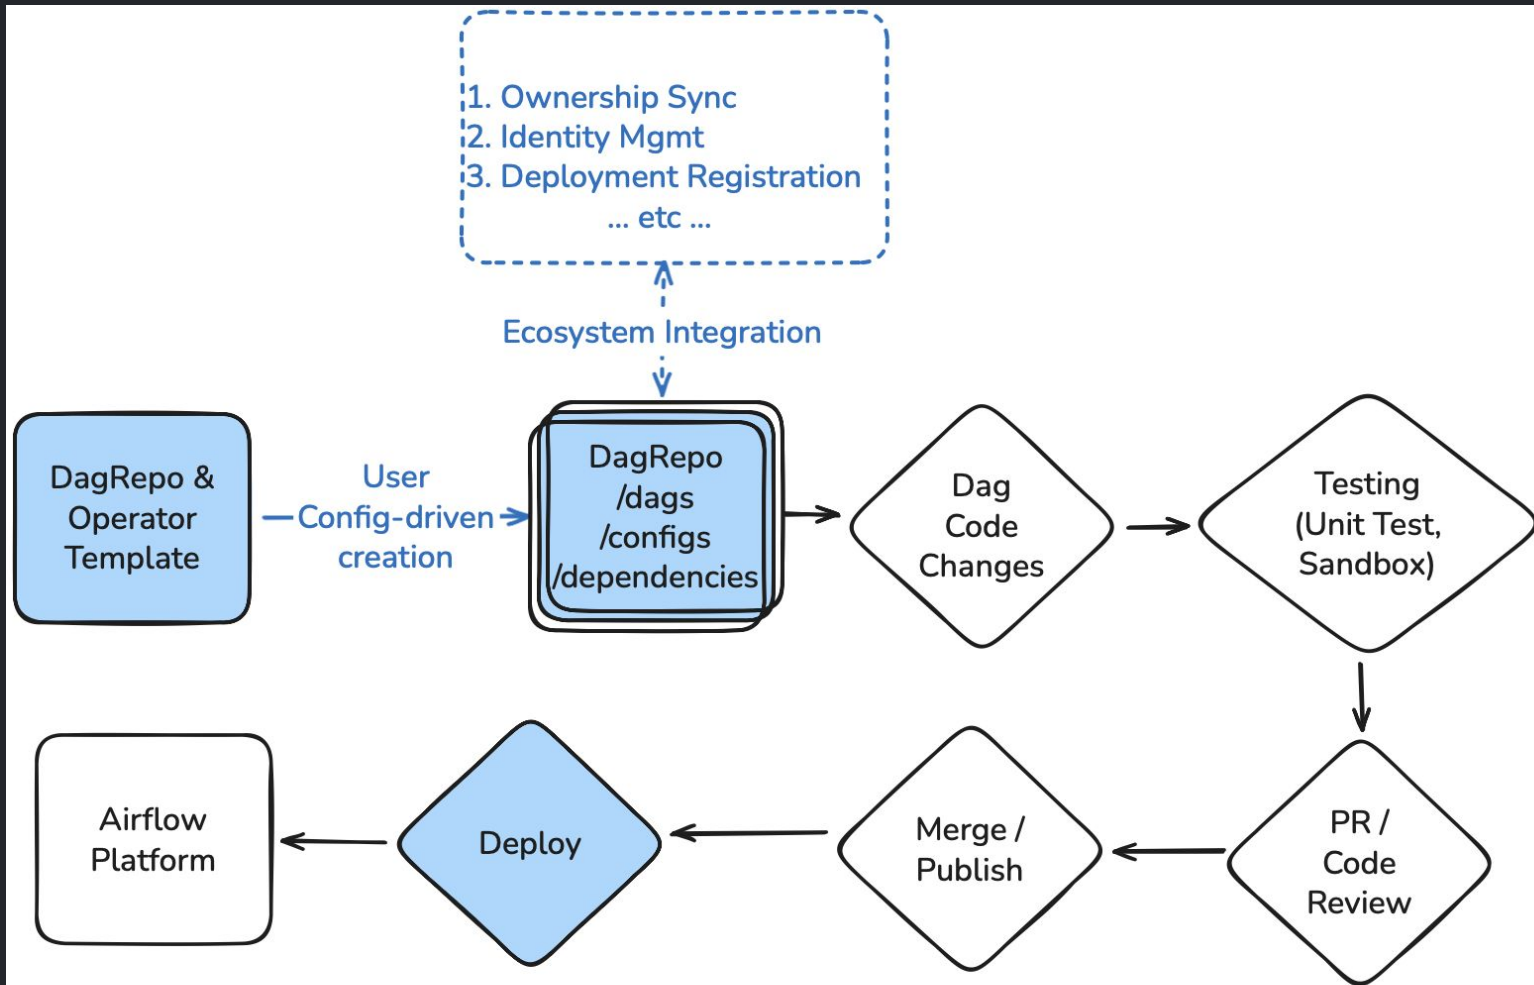 1. Ownership Sync
2. Identity Mgmt
3. Deployment Registration
... etc ...
Ecosystem Integration
DagRepo &
Operator
Template
User
Config-driven
creation
DagRepo
/dags
/configs
/dependencies
Dag
Code
Changes
Testing
(Unit Test,
Sandbox)
PR /
Code
Review
Merge /
Publish
Deploy
Airflow
Platform